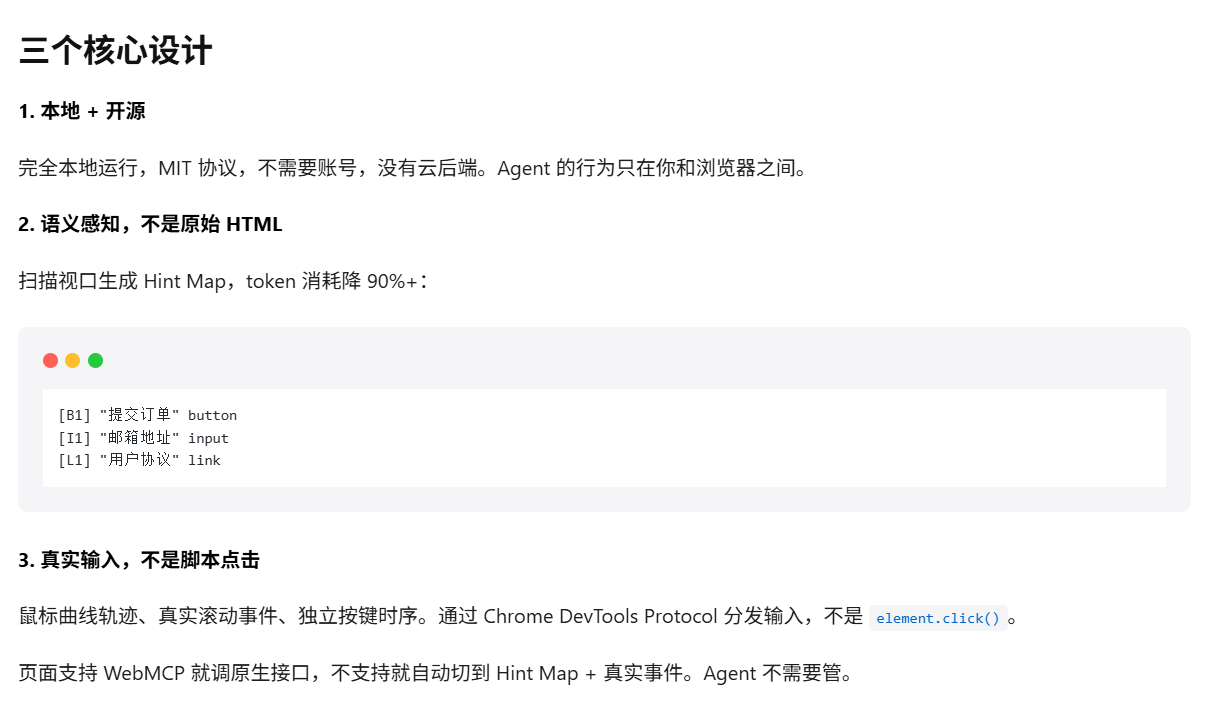 三个核心设计
1. 本地 + 开源
完全本地运行，MIT 协议，不需要账号，没有云后端。Agent 的行为只在你和浏览器之间。
2. 语义感知，不是原始 HTML
扫描视口生成 Hint Map，token 消耗降 90%+：
[B1] "提交订单" button
[I1] "邮箱地址" input
[L1] "用户协议" link
3. 真实输入，不是脚本点击
鼠标曲线轨迹、真实滚动事件、独立按键时序。通过 Chrome DevTools Protocol 分发输入，不是 element.click()。
页面支持 WebMCP 就调原生接口，不支持就自动切到 Hint Map + 真实事件。Agent 不需要管。